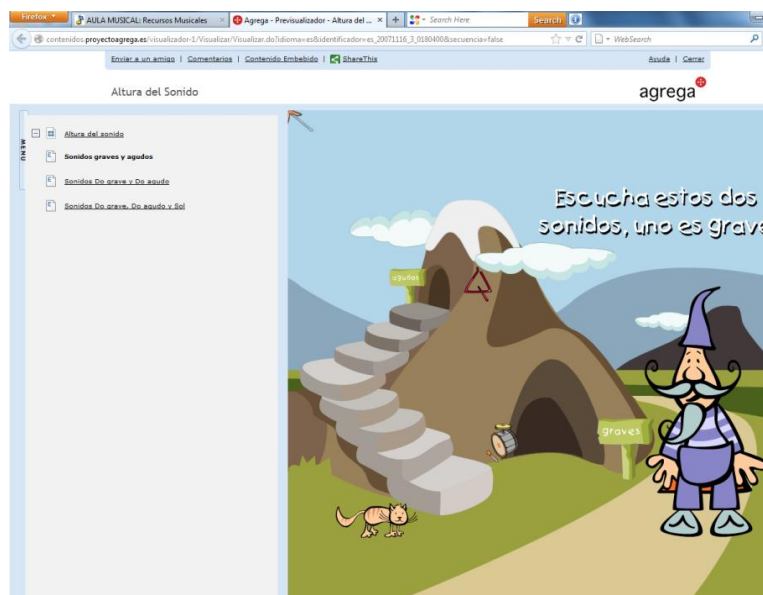 Firefox
AULA MUSICAL: Recursos Musicales
Agrega - Previsualizador - Altura del ...
Search Here
Search
contenidos.proyectoagrega.es/visualizador-1/Visualizar/Visualizar.do?idioma=es&identificador=es_20071116_3_0180400&secuencia=false
WebSearch
Enviar a un amigo | Comentarios | Contenido Embebido | ShareThis
Ayuda | Cerrar
Altura del Sonido
agrega
MENU
Altura del sonido
Sonidos graves y agudos
Sonidos Do grave y Do agudo
Sonidos Do grave, Do agudo y Sol
Escucha estos dos
sonidos, uno es grave
agudos
graves